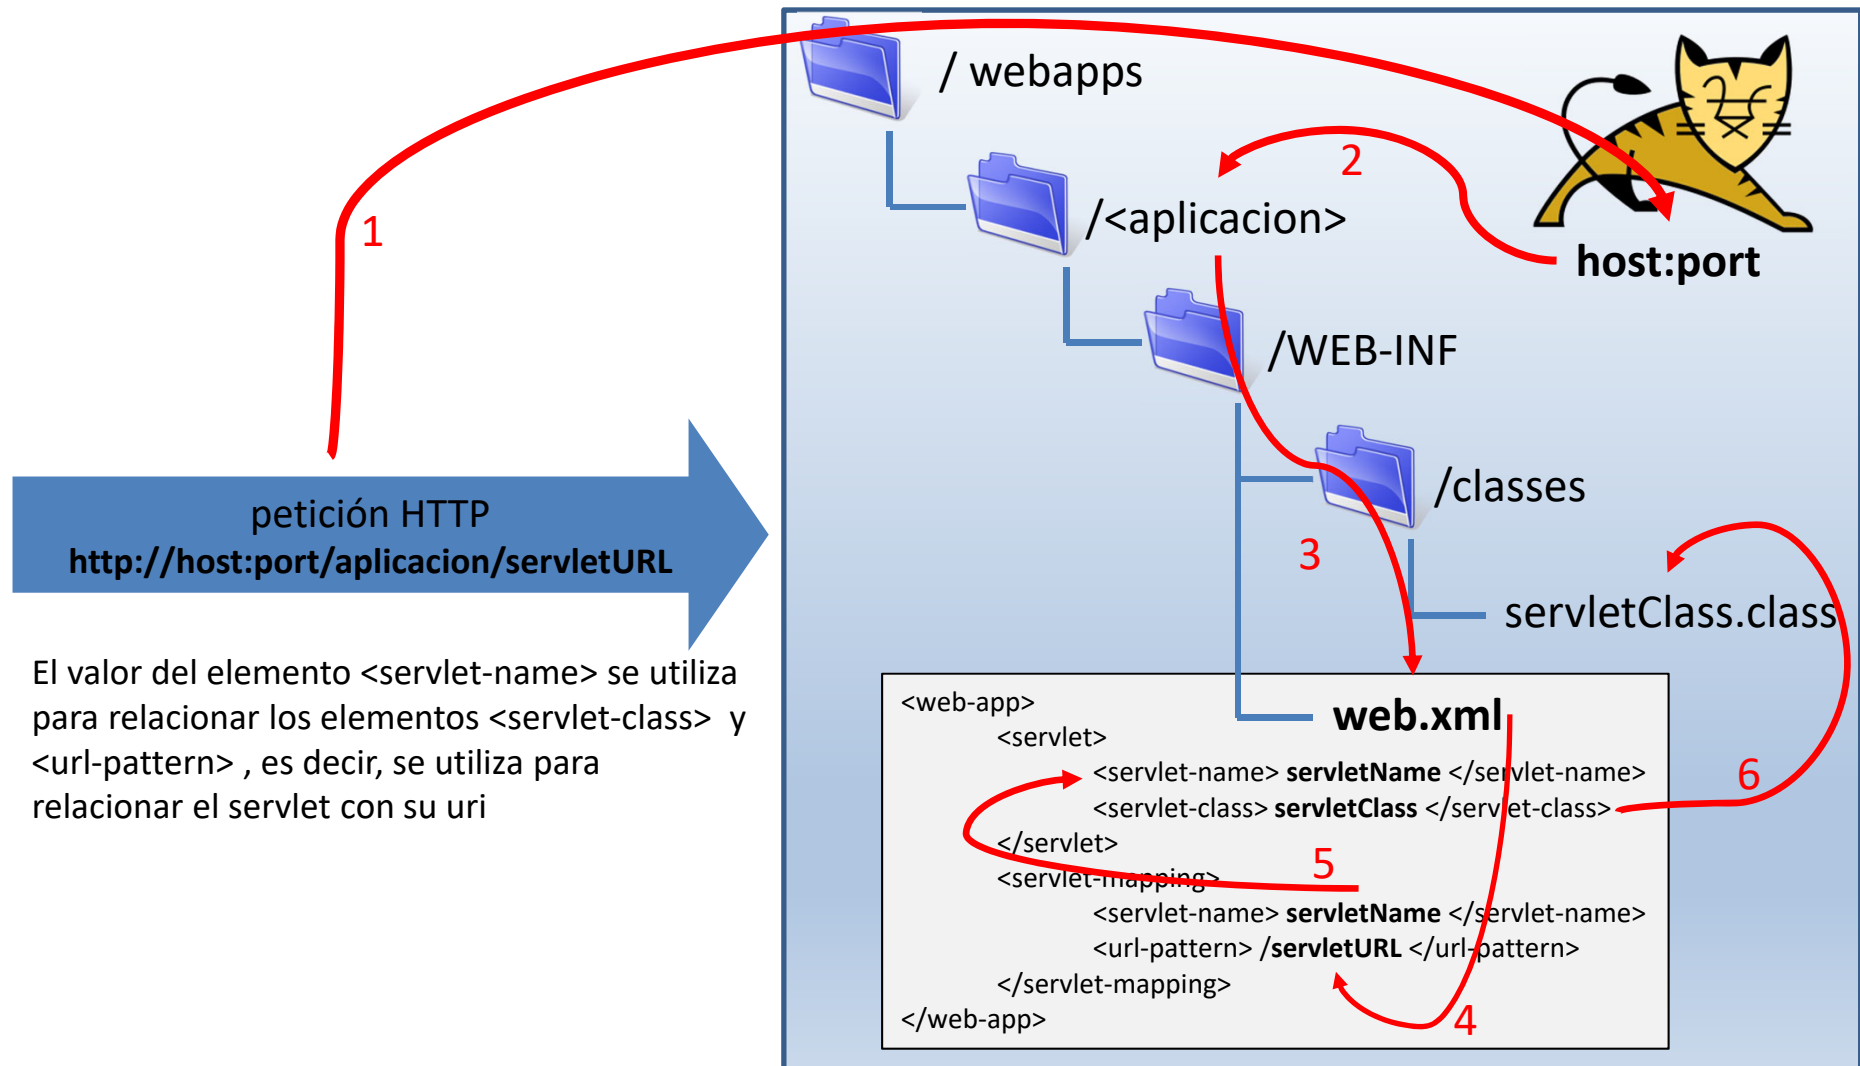 / webapps
1
2
/<aplicacion>
host:port
/WEB-INF
/classes
petición HTTP
http://host:port/aplicacion/servletURL
3
servletClass.class
El valor del elemento <servlet-name> se utiliza
para relacionar los elementos <servlet-class> y
<url-pattern> , es decir, se utiliza para
relacionar el servlet con su uri
web.xml
<web-app>
<servlet>
<servlet-name> servletName </servlet-name>
<servlet-class> servletClass </servlet-class>
6
</servlet>
5
<servlet-mapping>
<servlet-name> servletName </servlet-name>
<url-pattern> /servletURL </url-pattern>
</servlet-mapping>
4
</web-app>